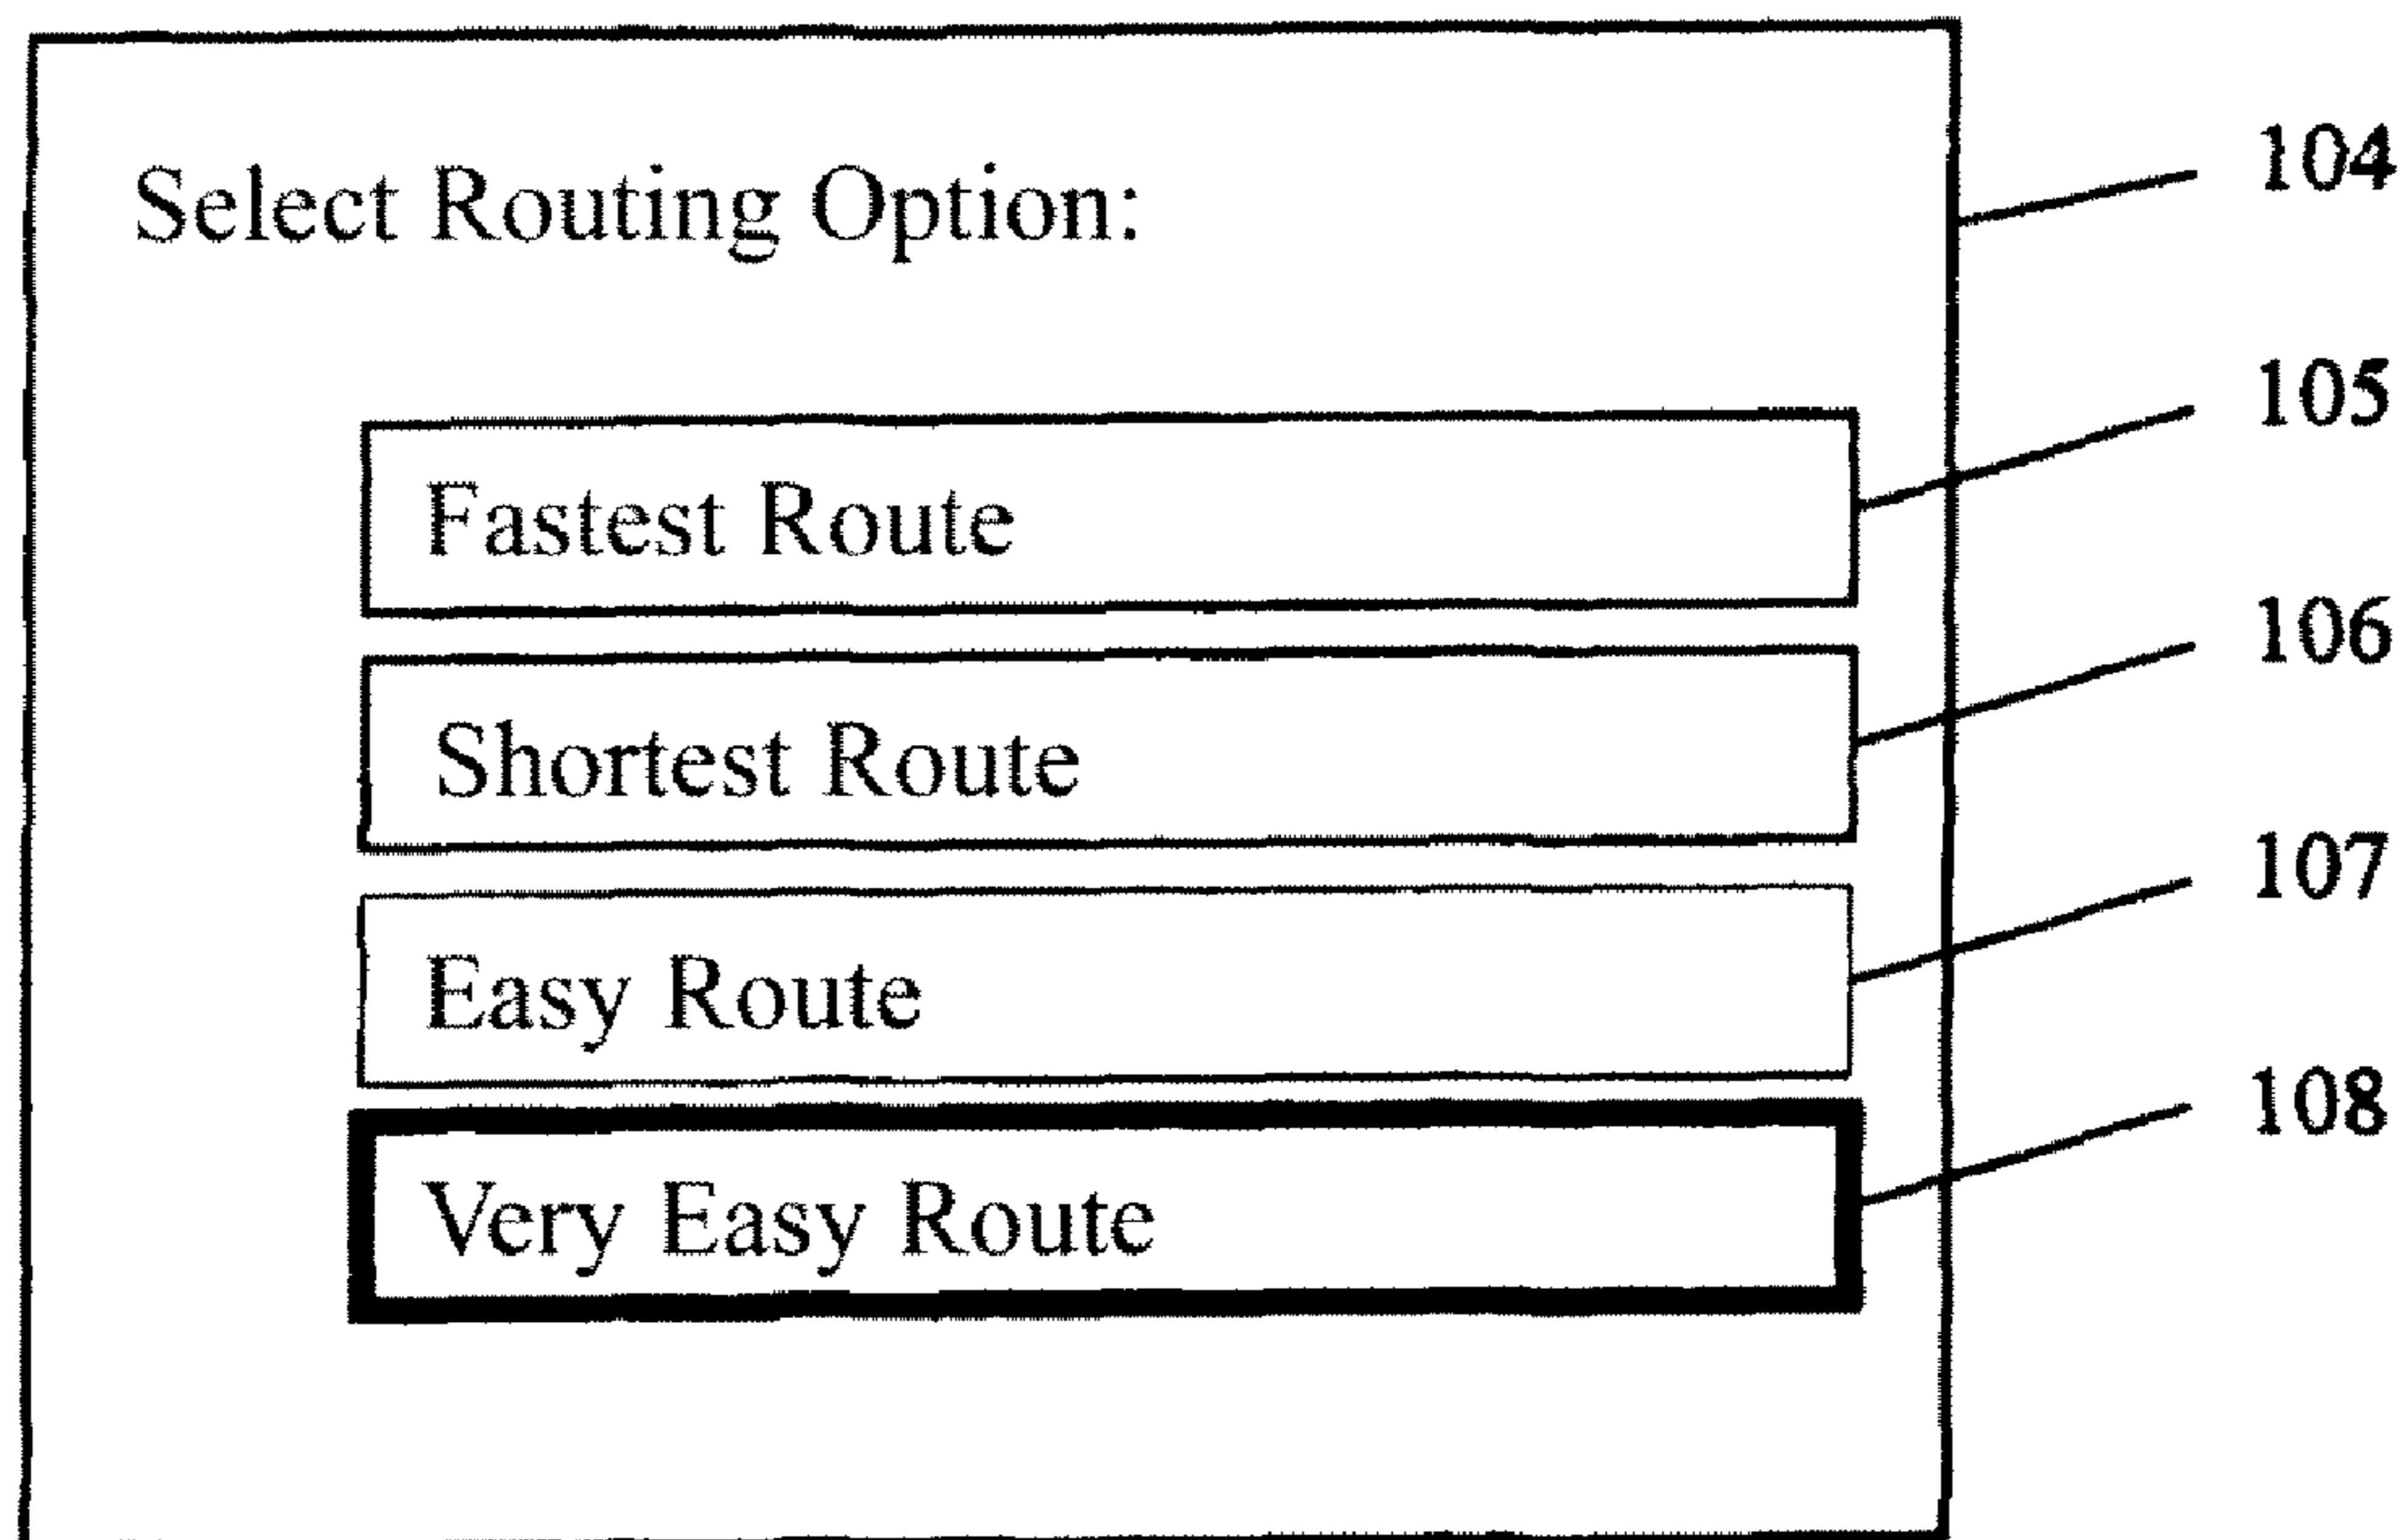 Select Routing Option:
104
Fastest Route
105
Shortest Route
106
Easy Route
107
Very Easy Route
108